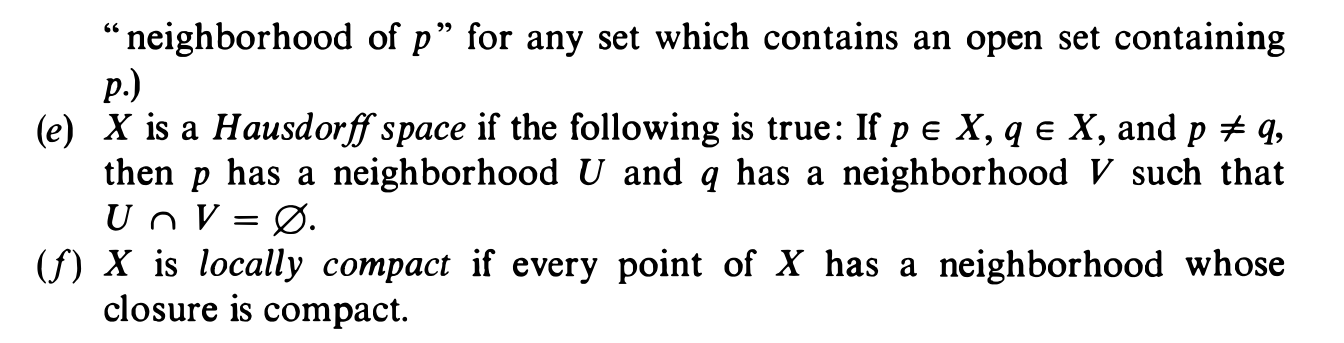 “neighborhood of p” for any set which contains an open set containing
p.)
(e) X is a Hausdorff space if the following is true: If p ∈ X, q ∈ X, and p ≠ q,
then p has a neighborhood U and q has a neighborhood V such that
U ∩ V = ∅.
(f) X is locally compact if every point of X has a neighborhood whose
closure is compact.